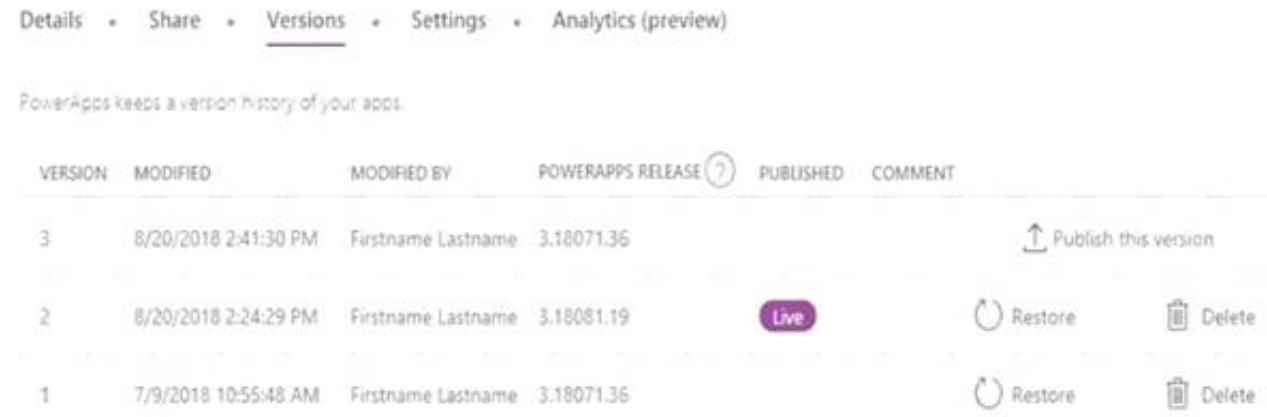 Details • Share • Versions • Settings • Analytics (preview)
PowerApps keeps a version history of your apps.
VERSION MODIFIED MODIFIED BY POWERAPPS RELEASE ? PUBLISHED COMMENT
3 8/20/2018 2:41:30 PM Firstname Lastname 3.18071.36 Publish this version
2 8/20/2018 2:24:29 PM Firstname Lastname 3.18081.19 Live Restore Delete
1 7/9/2018 10:55:48 AM Firstname Lastname 3.18071.36 Restore Delete